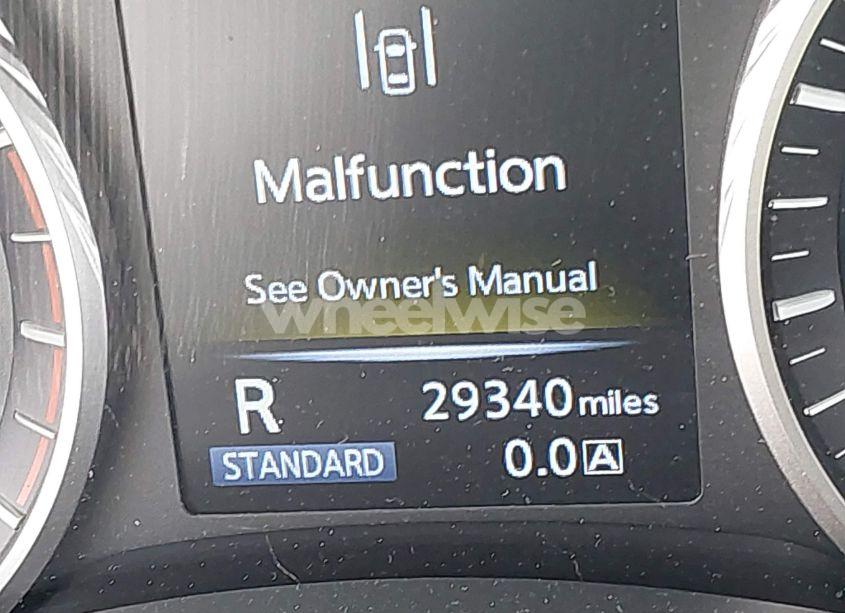 Malfunction
See Owner's Manual
wheelwise
R 29340 miles
STANDARD 0.0 A